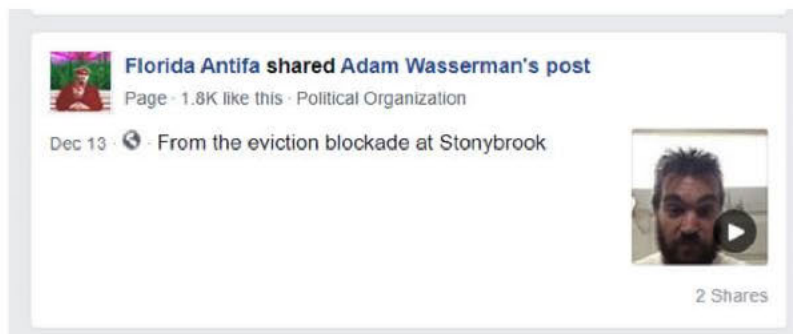 Florida Antifa shared Adam Wasserman's post
Page · 1.8K like this · Political Organization
Dec 13 · · From the eviction blockade at Stonybrook
2 Shares